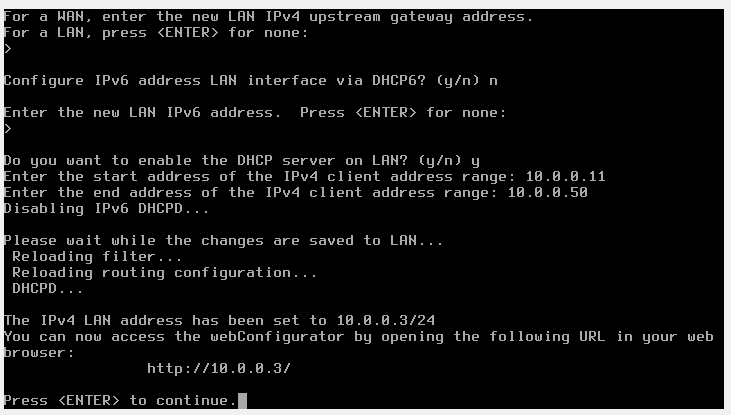 For a WAN, enter the new LAN IPv4 upstream gateway address.
For a LAN, press <ENTER> for none:
>
Configure IPv6 address LAN interface via DHCP6? (y/n) n
Enter the new LAN IPv6 address.  Press <ENTER> for none:
>
Do you want to enable the DHCP server on LAN? (y/n) y
Enter the start address of the IPv4 client address range: 10.0.0.11
Enter the end address of the IPv4 client address range: 10.0.0.50
Disabling IPv6 DHCPD...
Please wait while the changes are saved to LAN...
 Reloading filter...
 Reloading routing configuration...
 DHCPD...
The IPv4 LAN address has been set to 10.0.0.3/24
You can now access the webConfigurator by opening the following URL in your web
browser:
                http://10.0.0.3/
Press <ENTER> to continue.